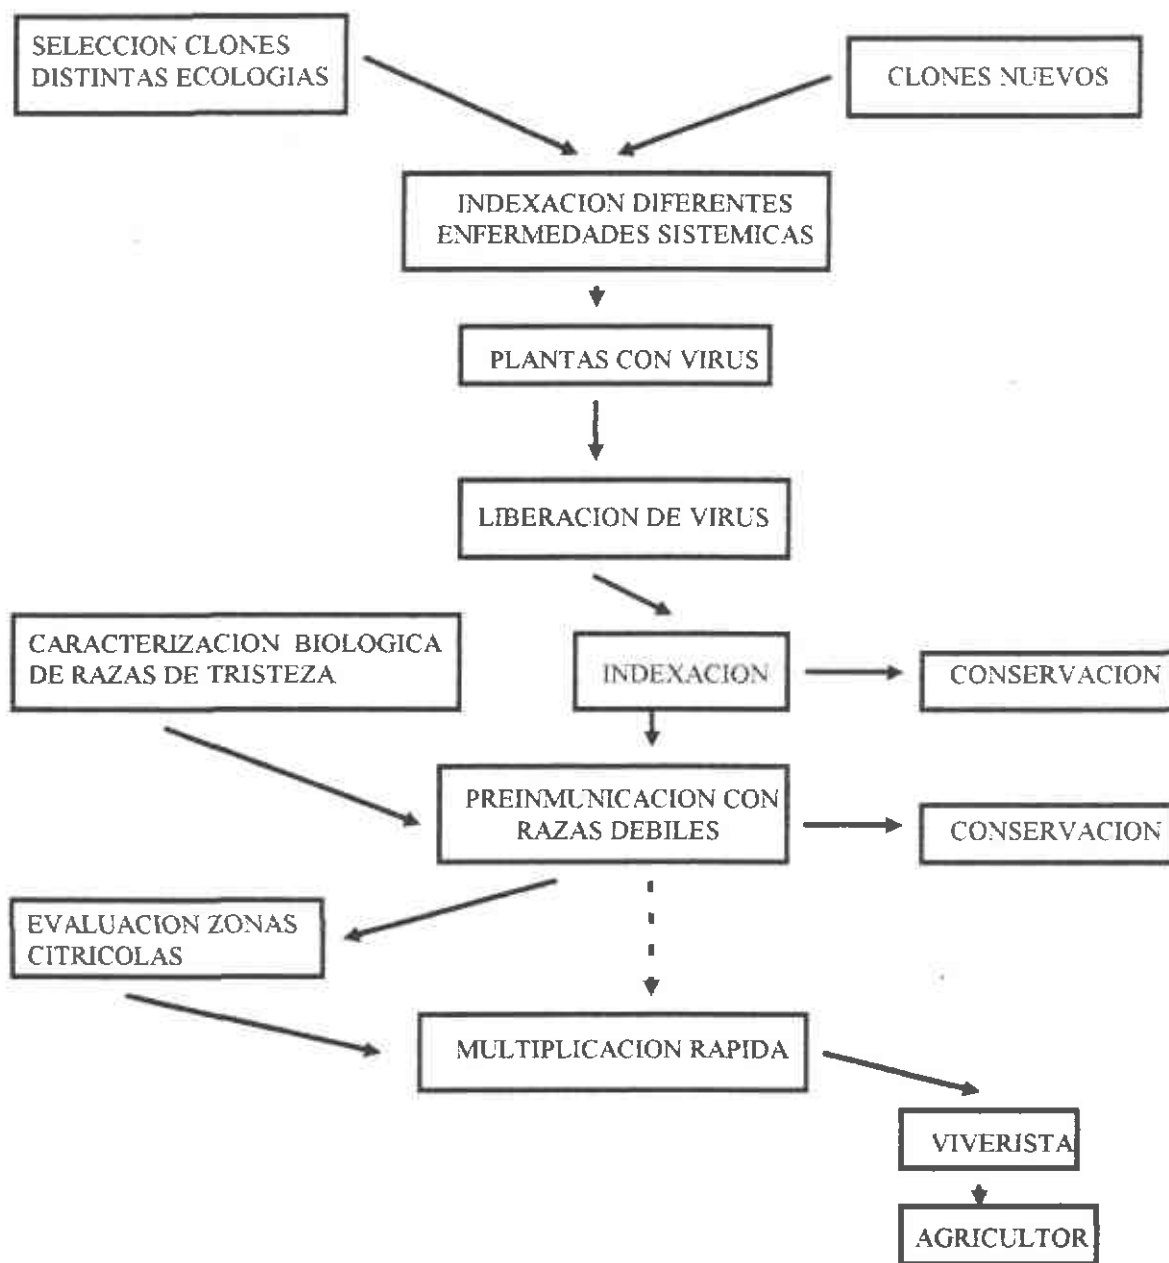 SELECCION CLONES
DISTINTAS ECOLOGIAS
CLONES NUEVOS
INDEXACION DIFERENTES
ENFERMEDADES SISTEMICAS
PLANTAS CON VIRUS
LIBERACION DE VIRUS
CARACTERIZACION BIOLOGICA
DE RAZAS DE TRISTEZA
INDEXACION
CONSERVACION
PREINMUNICACION CON
RAZAS DEBILES
CONSERVACION
EVALUACION ZONAS
CITRICOLAS
MULTIPLICACION RAPIDA
VIVERISTA
AGRICULTOR